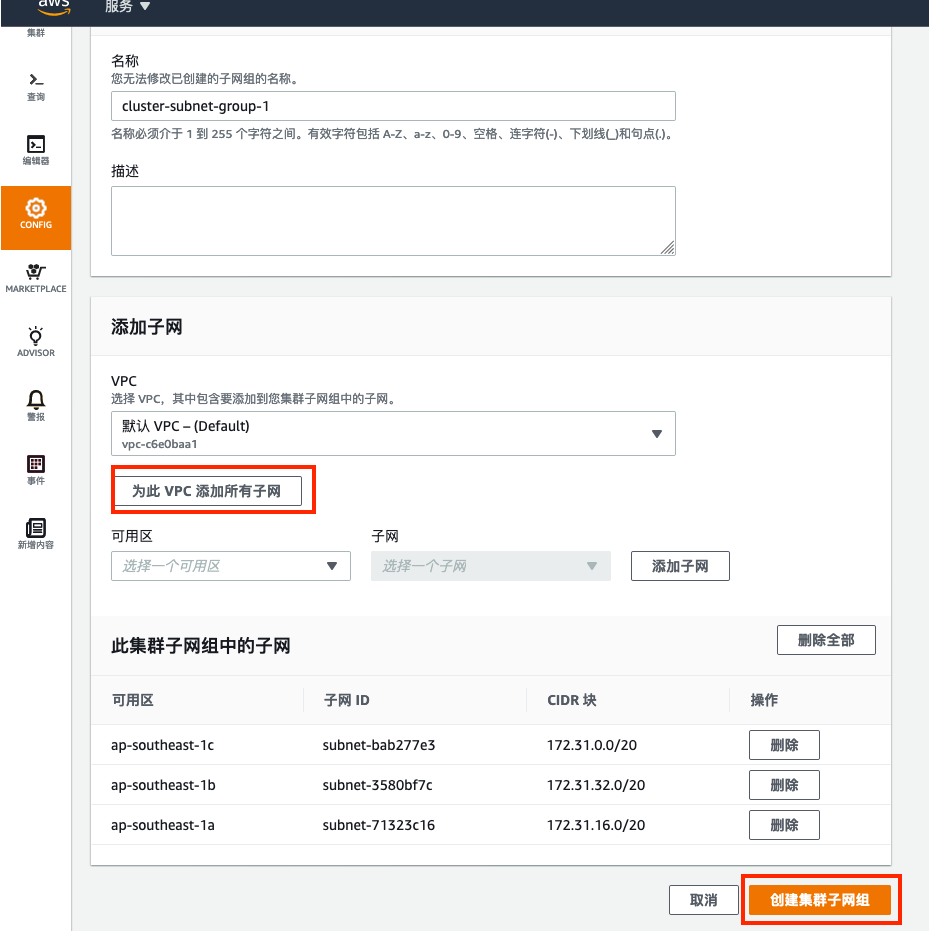 aws
服务
集群
查询
编辑器
CONFIG
MARKETPLACE
ADVISOR
警报
事件
新增内容
名称
您无法修改已创建的子网组的名称。
cluster-subnet-group-1
名称必须介于 1 到 255 个字符之间。有效字符包括 A-Z、a-z、0-9、空格、连字符(-)、下划线(_)和句点(.)。
描述
添加子网
VPC
选择 VPC，其中包含要添加到您集群子网组中的子网。
默认 VPC – (Default)
vpc-c6e0baa1
为此 VPC 添加所有子网
可用区 子网
选择一个可用区 选择一个子网 添加子网
此集群子网组中的子网 删除全部
可用区 子网 ID CIDR 块 操作
ap-southeast-1c subnet-bab277e3 172.31.0.0/20 删除
ap-southeast-1b subnet-3580bf7c 172.31.32.0/20 删除
ap-southeast-1a subnet-71323c16 172.31.16.0/20 删除
取消 创建集群子网组